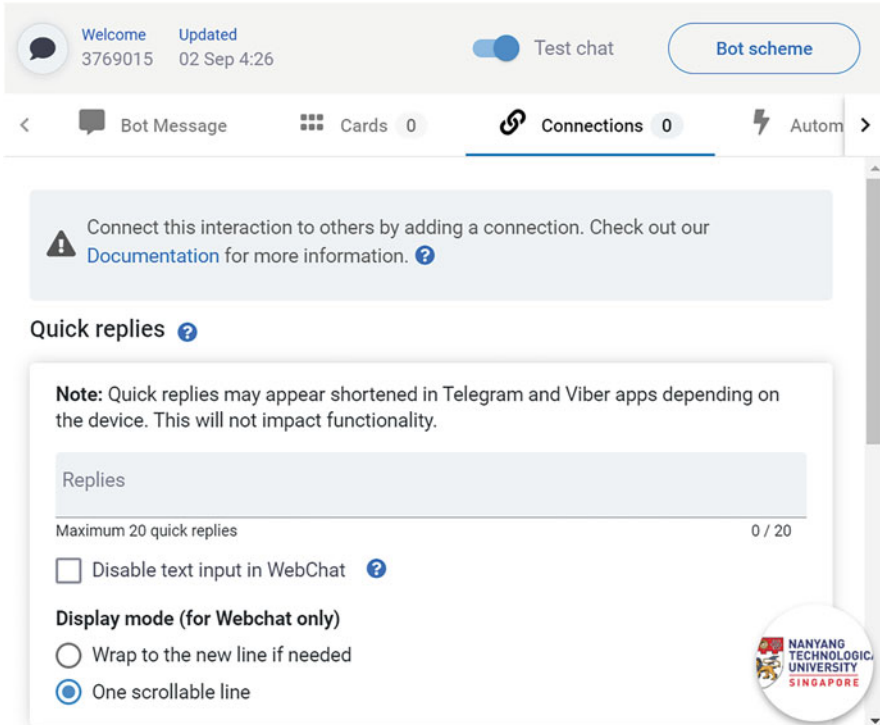 Welcome Updated
3769015 02 Sep 4:26
Test chat
Bot scheme
Bot Message
Cards 0
Connections 0
Autom
Connect this interaction to others by adding a connection. Check out our
Documentation for more information. ?
Quick replies ?
Note: Quick replies may appear shortened in Telegram and Viber apps depending on
the device. This will not impact functionality.
Replies
Maximum 20 quick replies 0 / 20
Disable text input in WebChat ?
Display mode (for Webchat only)
Wrap to the new line if needed
One scrollable line
NANYANG
TECHNOLOGICA
UNIVERSITY
SINGAPORE